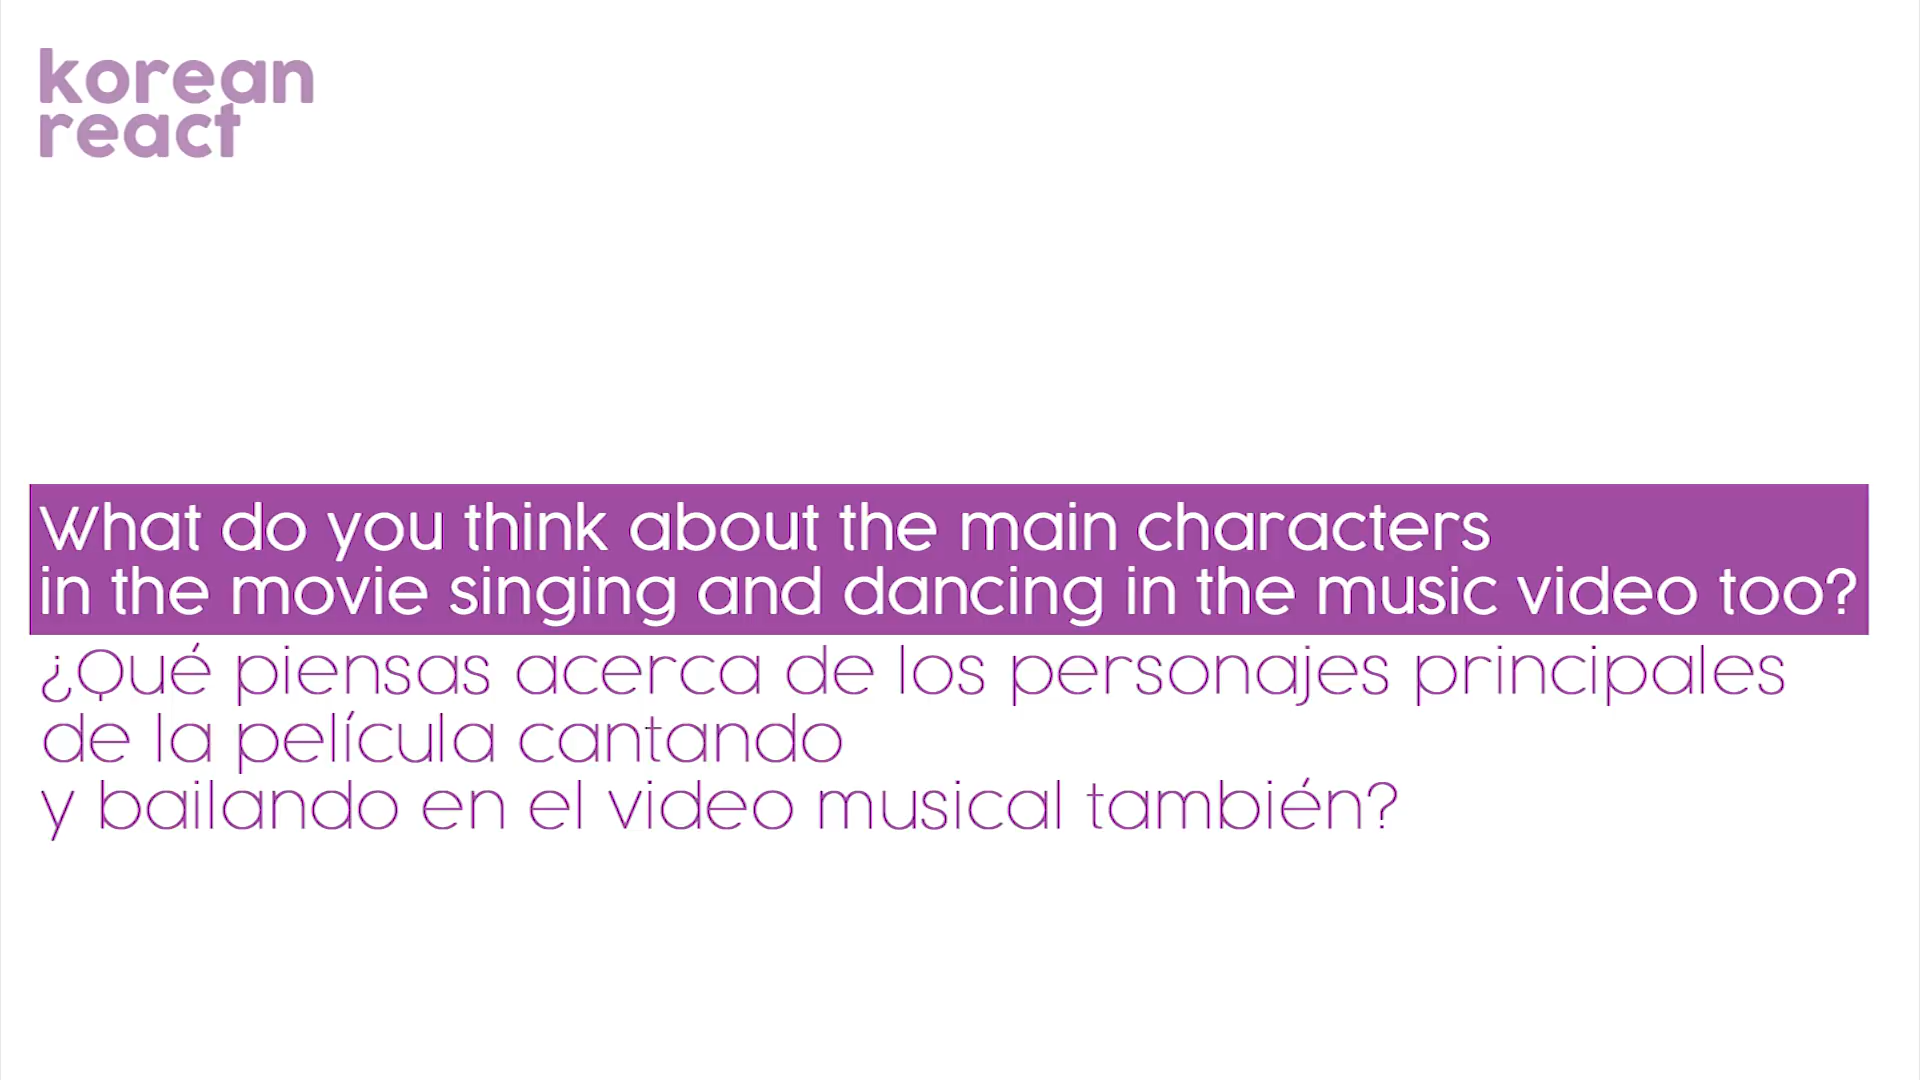 korean
react
What do you think about the main characters
in the movie singing and dancing in the music video too?
¿Qué piensas acerca de los personajes principales
de la película cantando
y bailando en el video musical también?